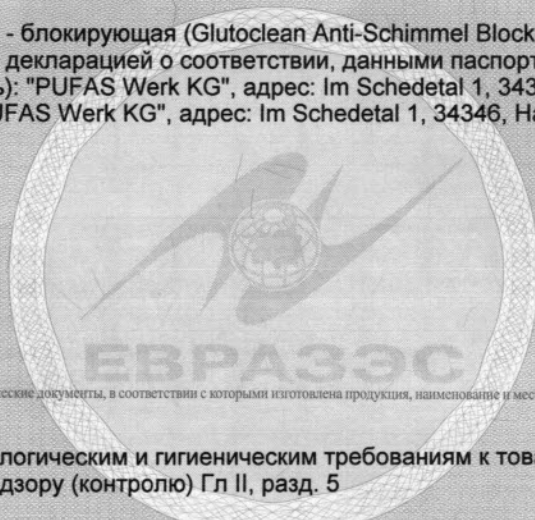 - блокирующая (Glutoclean Anti-Schimmel Block
декларацией о соответствии, данными паспорт
): "PUFAS Werk KG", адрес: Im Schedetal 1, 343
FAS Werk KG", адрес: Im Schedetal 1, 34346, На
ЕВРАЗЭС
ческие документы, в соответствии с которыми изготовлена продукция, наименование и мес
логическим и гигиеническим требованиям к това
дзору (контролю) Гл II, разд. 5